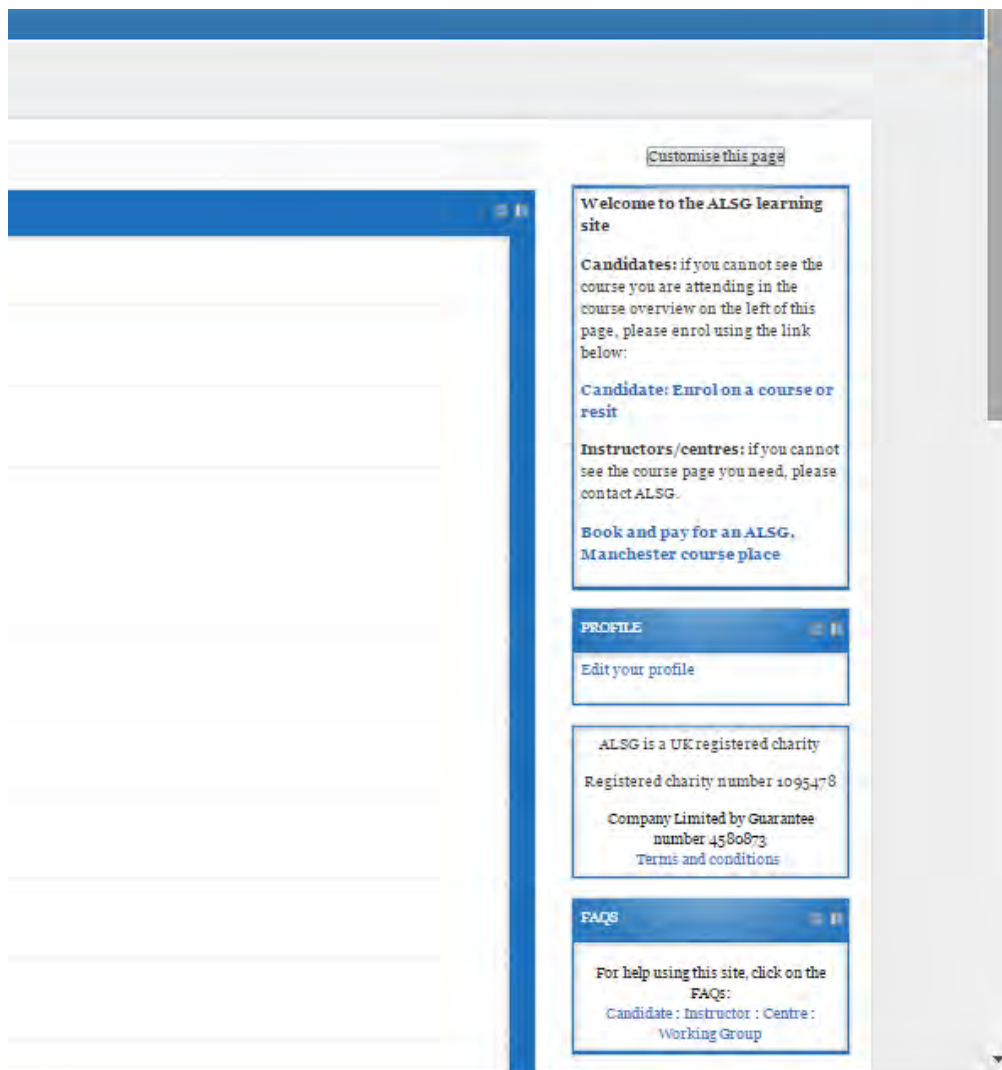 Customise this page
Welcome to the ALSG learning
site
Candidates: if you cannot see the
course you are attending in the
course overview on the left of this
page, please enrol using the link
below:
Candidate: Enrol on a course or
resit
Instructors/centres: if you cannot
see the course page you need, please
contact ALSG.
Book and pay for an ALSG,
Manchester course place
PROFILE
Edit your profile
ALSG is a UK registered charity
Registered charity number 1095478
Company Limited by Guarantee
number 4580873
Terms and conditions
FAQS
For help using this site, click on the
FAQs:
Candidate : Instructor : Centre :
Working Group